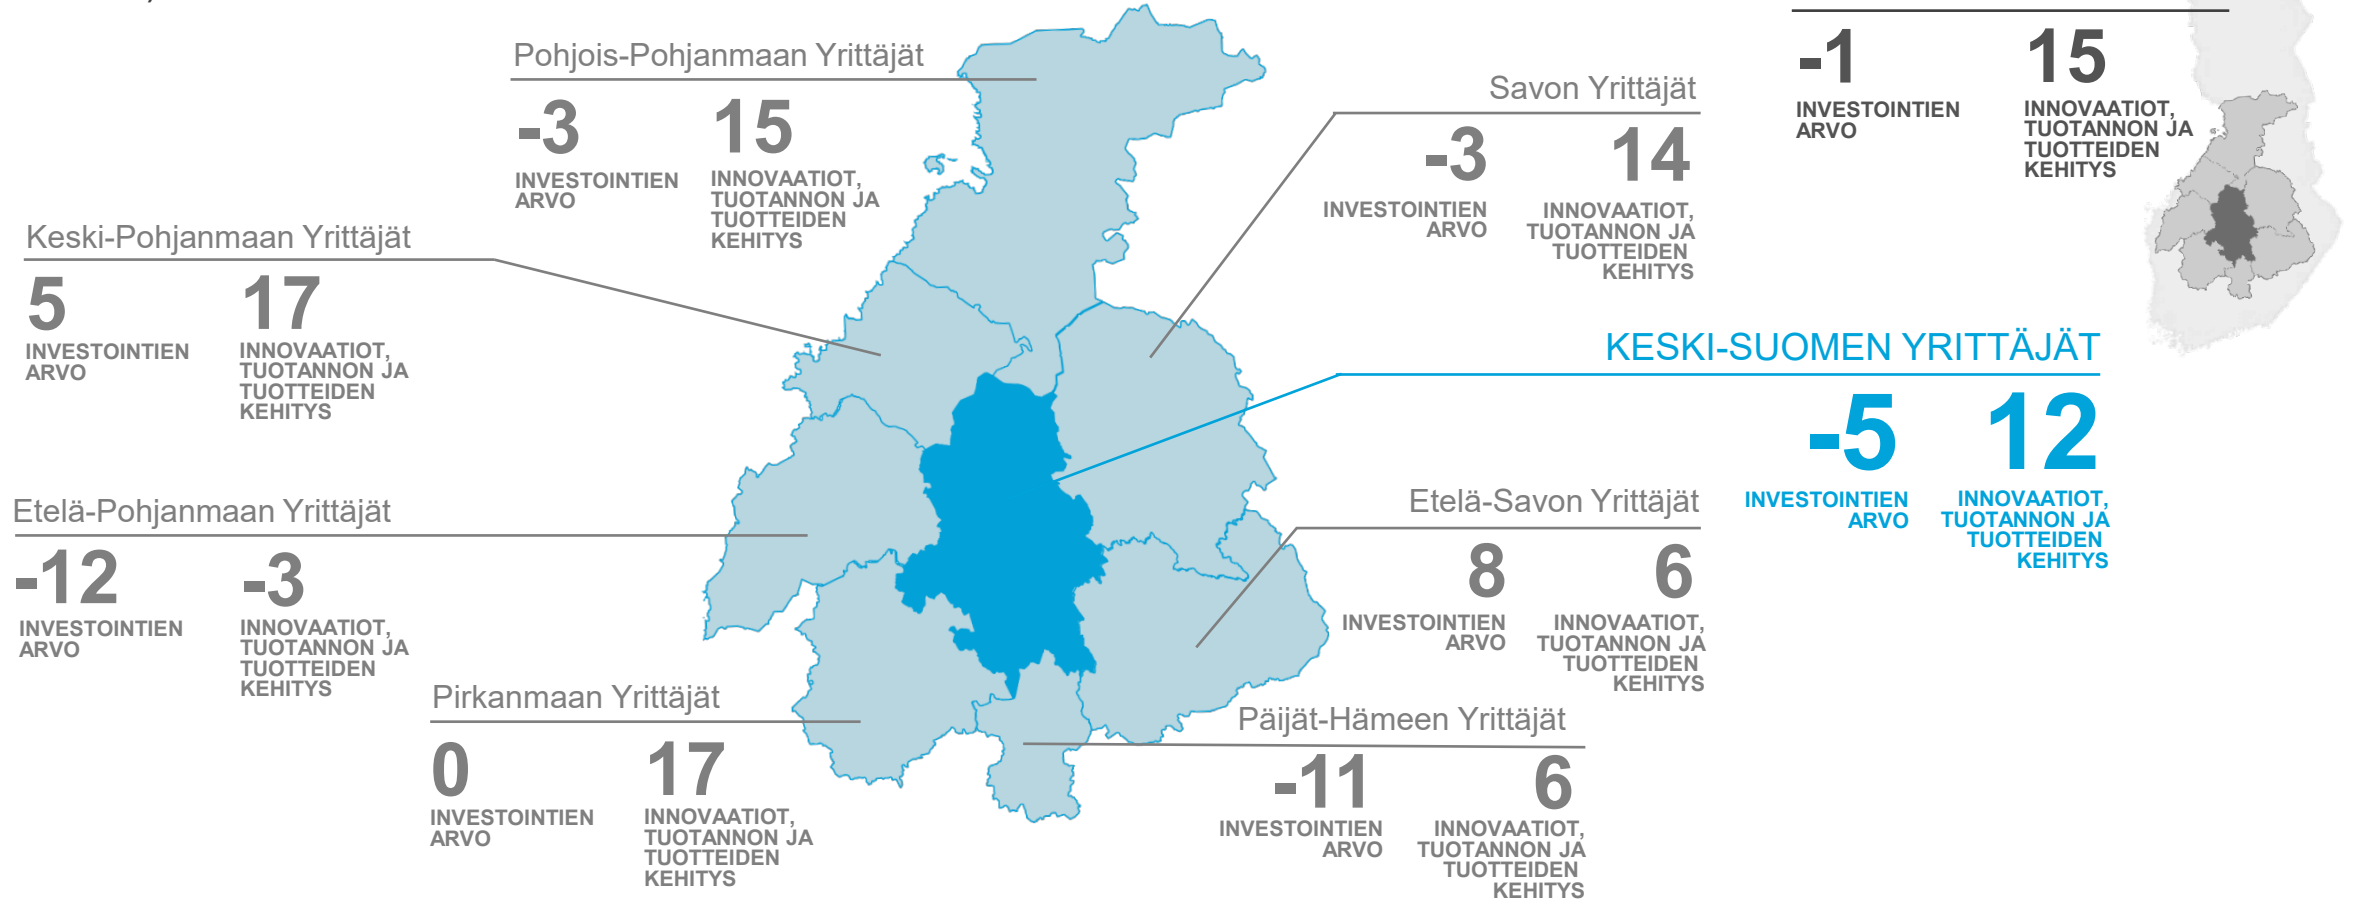 Pohjois-Pohjanmaan Yrittäjät
-3
15
INVESTOINTIEN
ARVO
INNOVAATIOT,
TUOTANNON JA
TUOTTEIDEN
KEHITYS
Savon Yrittäjät
-3
14
INVESTOINTIEN
ARVO
INNOVAATIOT,
TUOTANNON JA
TUOTTEIDEN
KEHITYS
-1
15
INVESTOINTIEN
ARVO
INNOVAATIOT,
TUOTANNON JA
TUOTTEIDEN
KEHITYS
Keski-Pohjanmaan Yrittäjät
5
17
INVESTOINTIEN
ARVO
INNOVAATIOT,
TUOTANNON JA
TUOTTEIDEN
KEHITYS
KESKI-SUOMEN YRITTÄJÄT
-5
12
INVESTOINTIEN
ARVO
INNOVAATIOT,
TUOTANNON JA
TUOTTEIDEN
KEHITYS
Etelä-Pohjanmaan Yrittäjät
-12
-3
INVESTOINTIEN
ARVO
INNOVAATIOT,
TUOTANNON JA
TUOTTEIDEN
KEHITYS
Etelä-Savon Yrittäjät
8
6
INVESTOINTIEN
ARVO
INNOVAATIOT,
TUOTANNON JA
TUOTTEIDEN
KEHITYS
Pirkanmaan Yrittäjät
0
17
INVESTOINTIEN
ARVO
INNOVAATIOT,
TUOTANNON JA
TUOTTEIDEN
KEHITYS
Päijät-Hämeen Yrittäjät
-11
6
INVESTOINTIEN
ARVO
INNOVAATIOT,
TUOTANNON JA
TUOTTEIDEN
KEHITYS